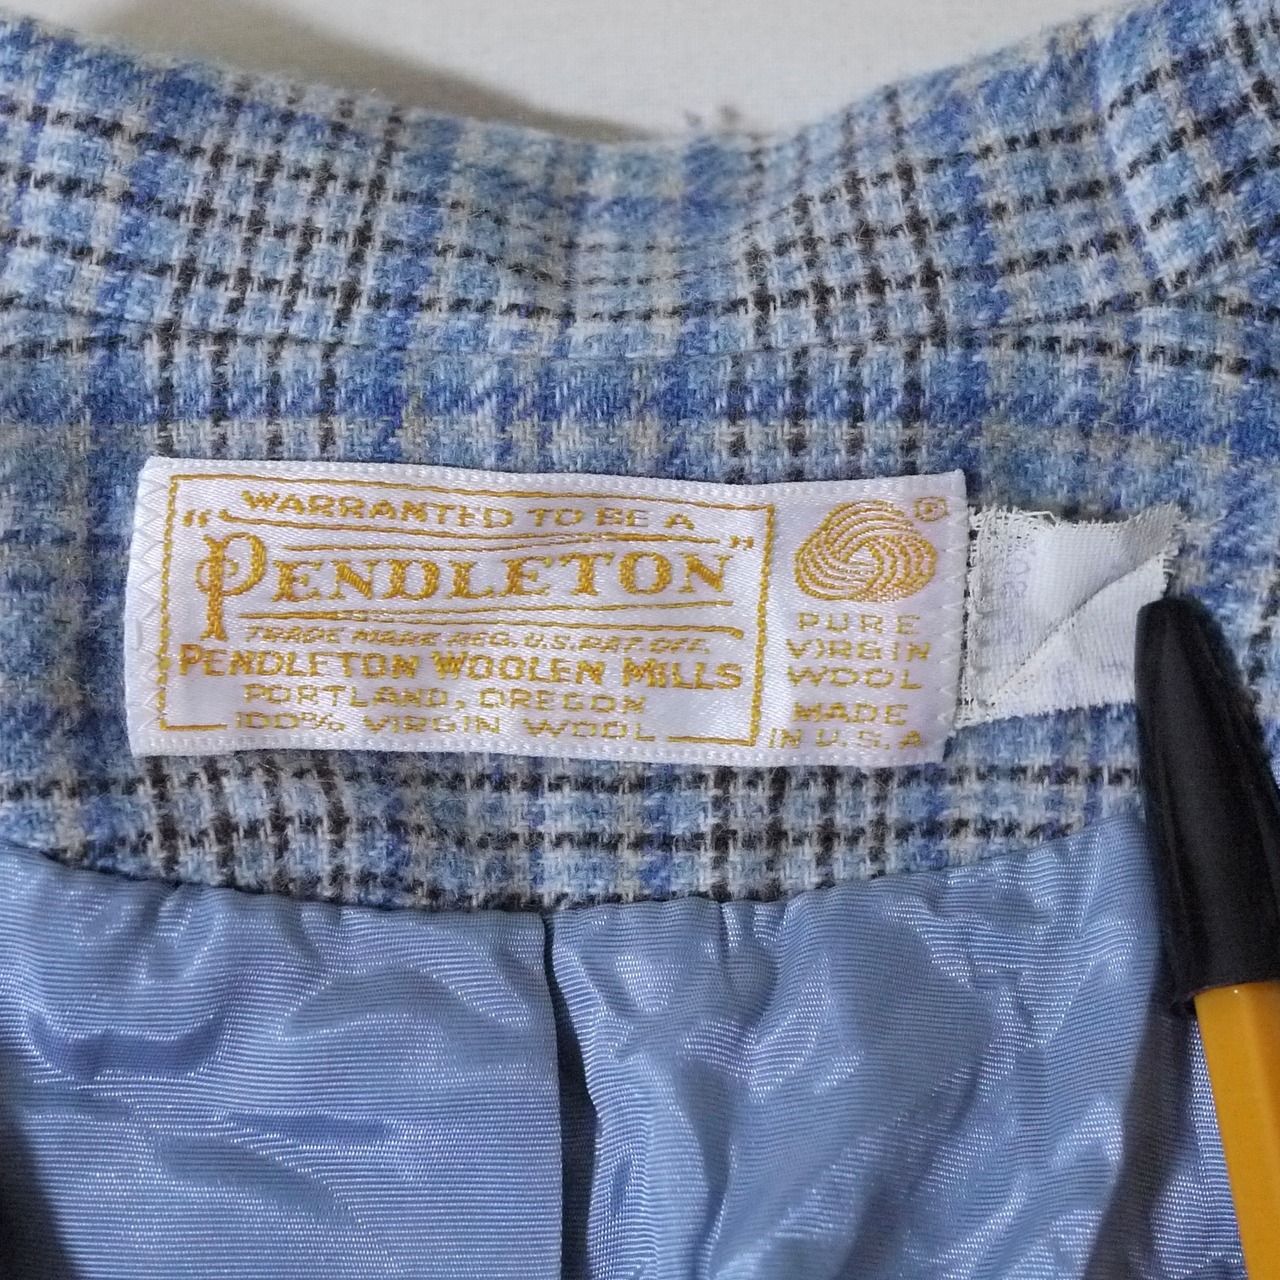 WARRANTED TO BE A
"PENDLETON"
TRADE MARK REG. U.S. PAT. OFF.
PENDLETON WOOLEN MILLS
PORTLAND, OREGON
100% VIRGIN WOOL
®
PURE
VIRGIN
WOOL
MADE
IN U.S.A